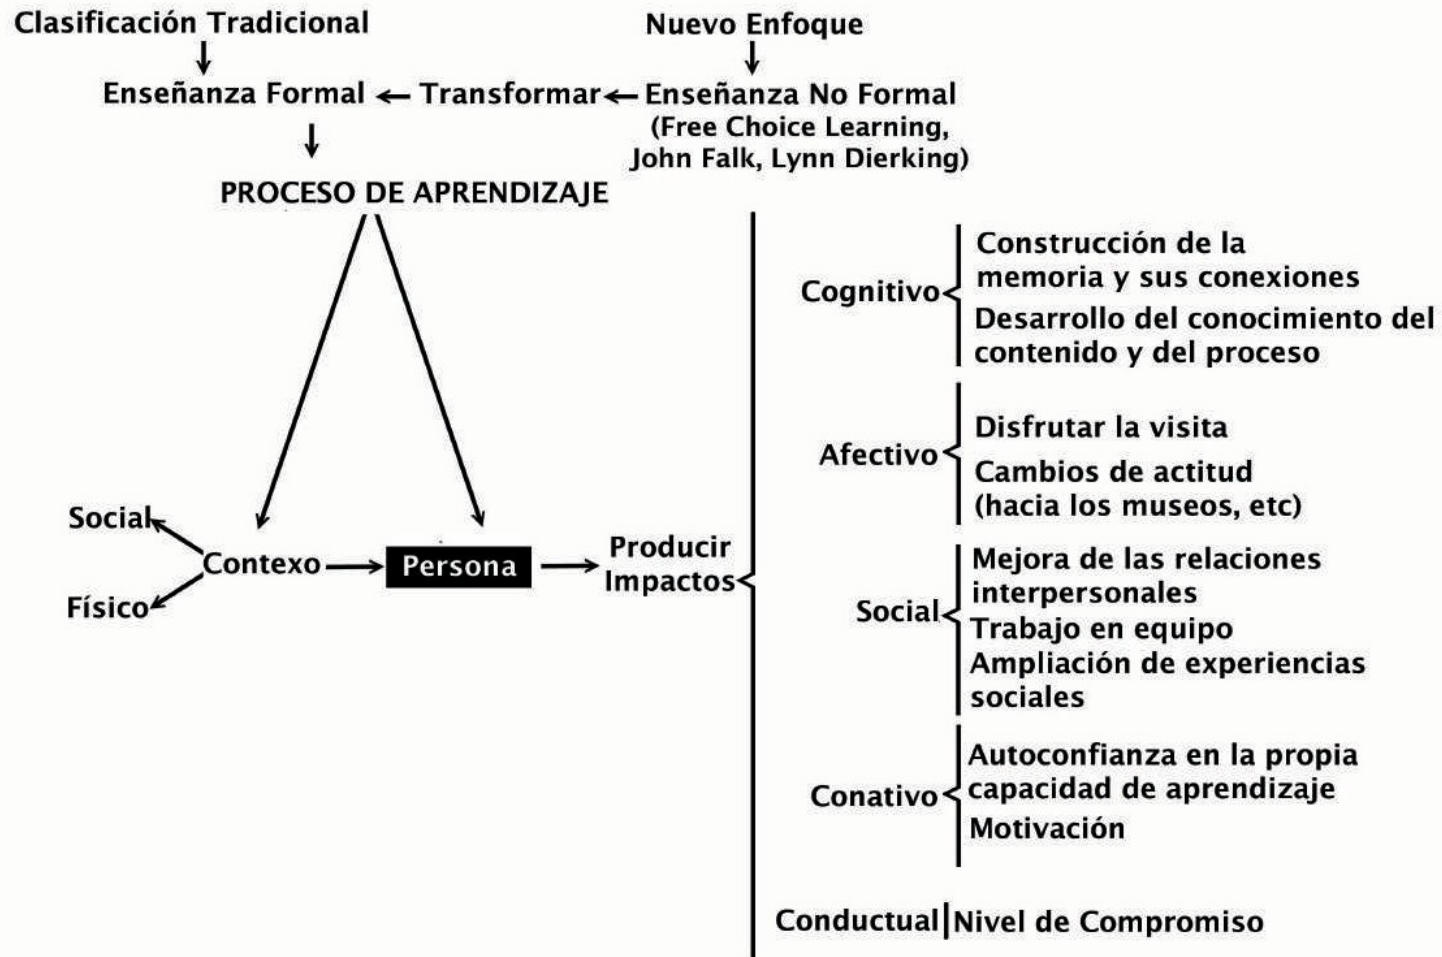 Clasificación Tradicional
Nuevo Enfoque
Enseñanza Formal
Transformar
Enseñanza No Formal
(Free Choice Learning,
John Falk, Lynn Dierking)
PROCESO DE APRENDIZAJE
Social
Físico
Contexo
Persona
Producir
Impactos
Cognitivo
Construcción de la
memoria y sus conexiones
Desarrollo del conocimiento del
contenido y del proceso
Afectivo
Disfrutar la visita
Cambios de actitud
(hacia los museos, etc)
Social
Mejora de las relaciones
interpersonales
Trabajo en equipo
Ampliación de experiencias
sociales
Conativo
Autoconfianza en la propia
capacidad de aprendizaje
Motivación
Conductual
Nivel de Compromiso